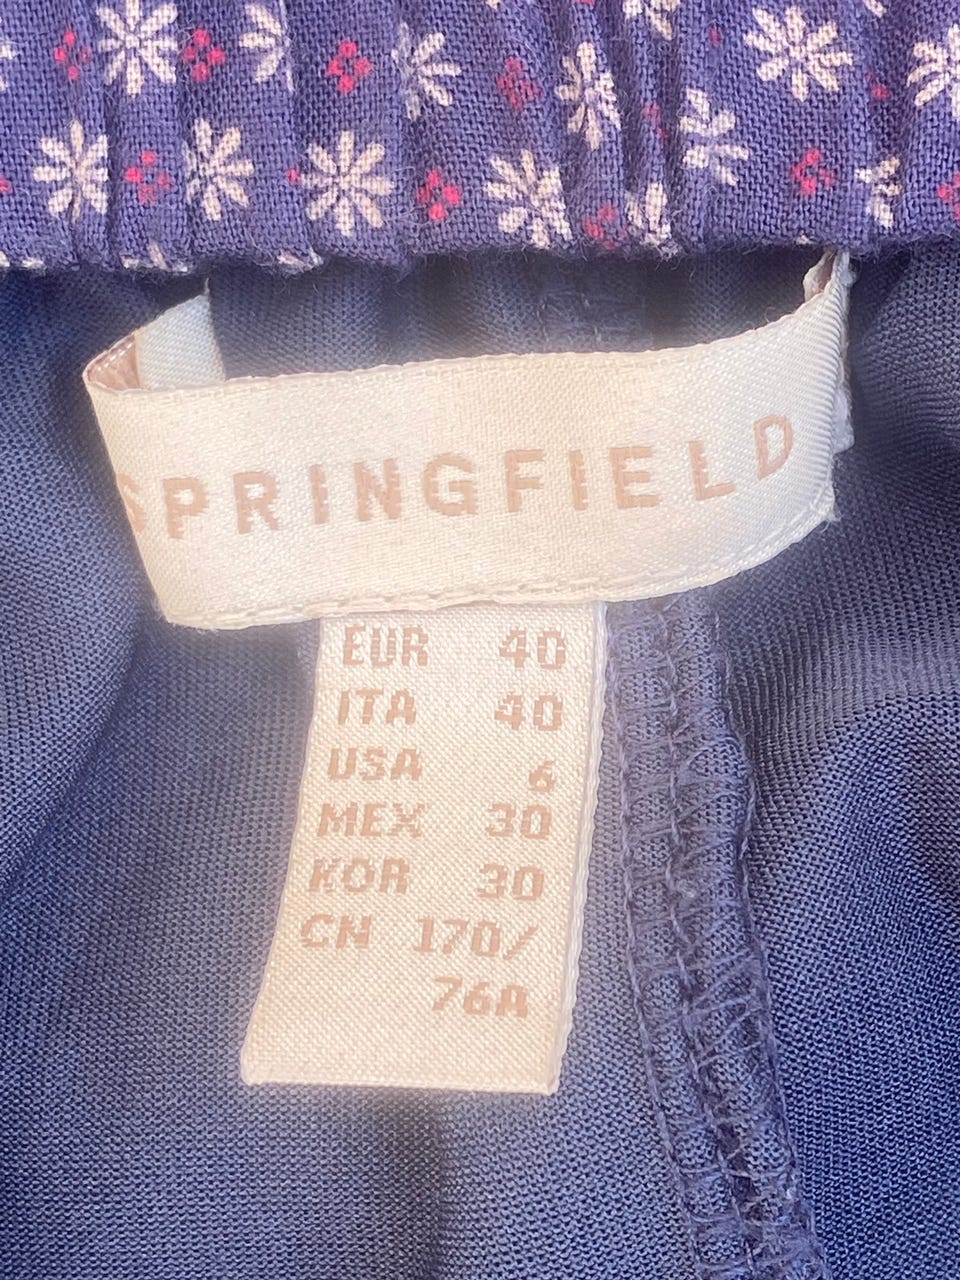 SPRINGFIELD
EUR 40
ITA 40
USA 6
MEX 30
KOR 30
CN 170/
76A